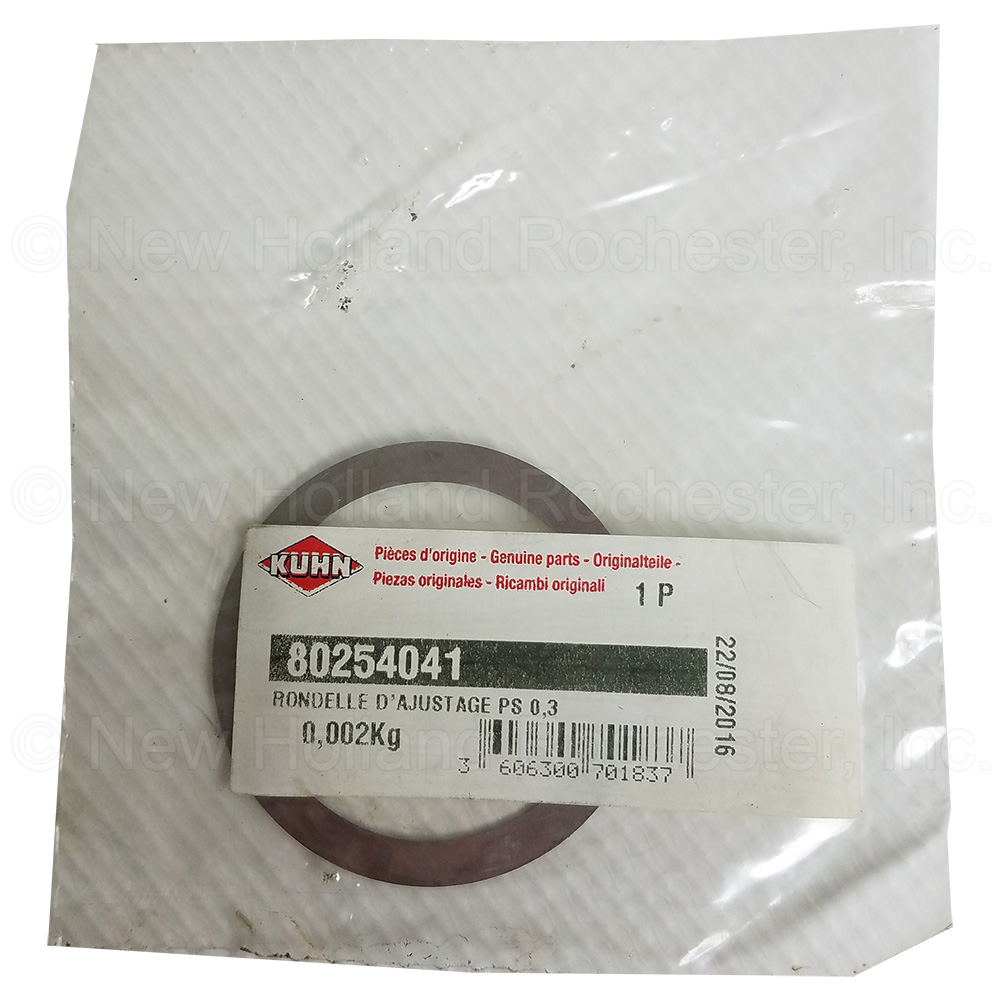 © New Holland Rochester, Inc.
© New Holland Rochester, Inc.
KUHN
Pièces d'origine - Genuine parts - Originalteile -
Piezas originales - Ricambi originali
1 P
80254041
RONDELLE D'AJUSTAGE PS 0,3
0,002Kg
3 606300 701837
22/08/2016
© New Holland Rochester, Inc.